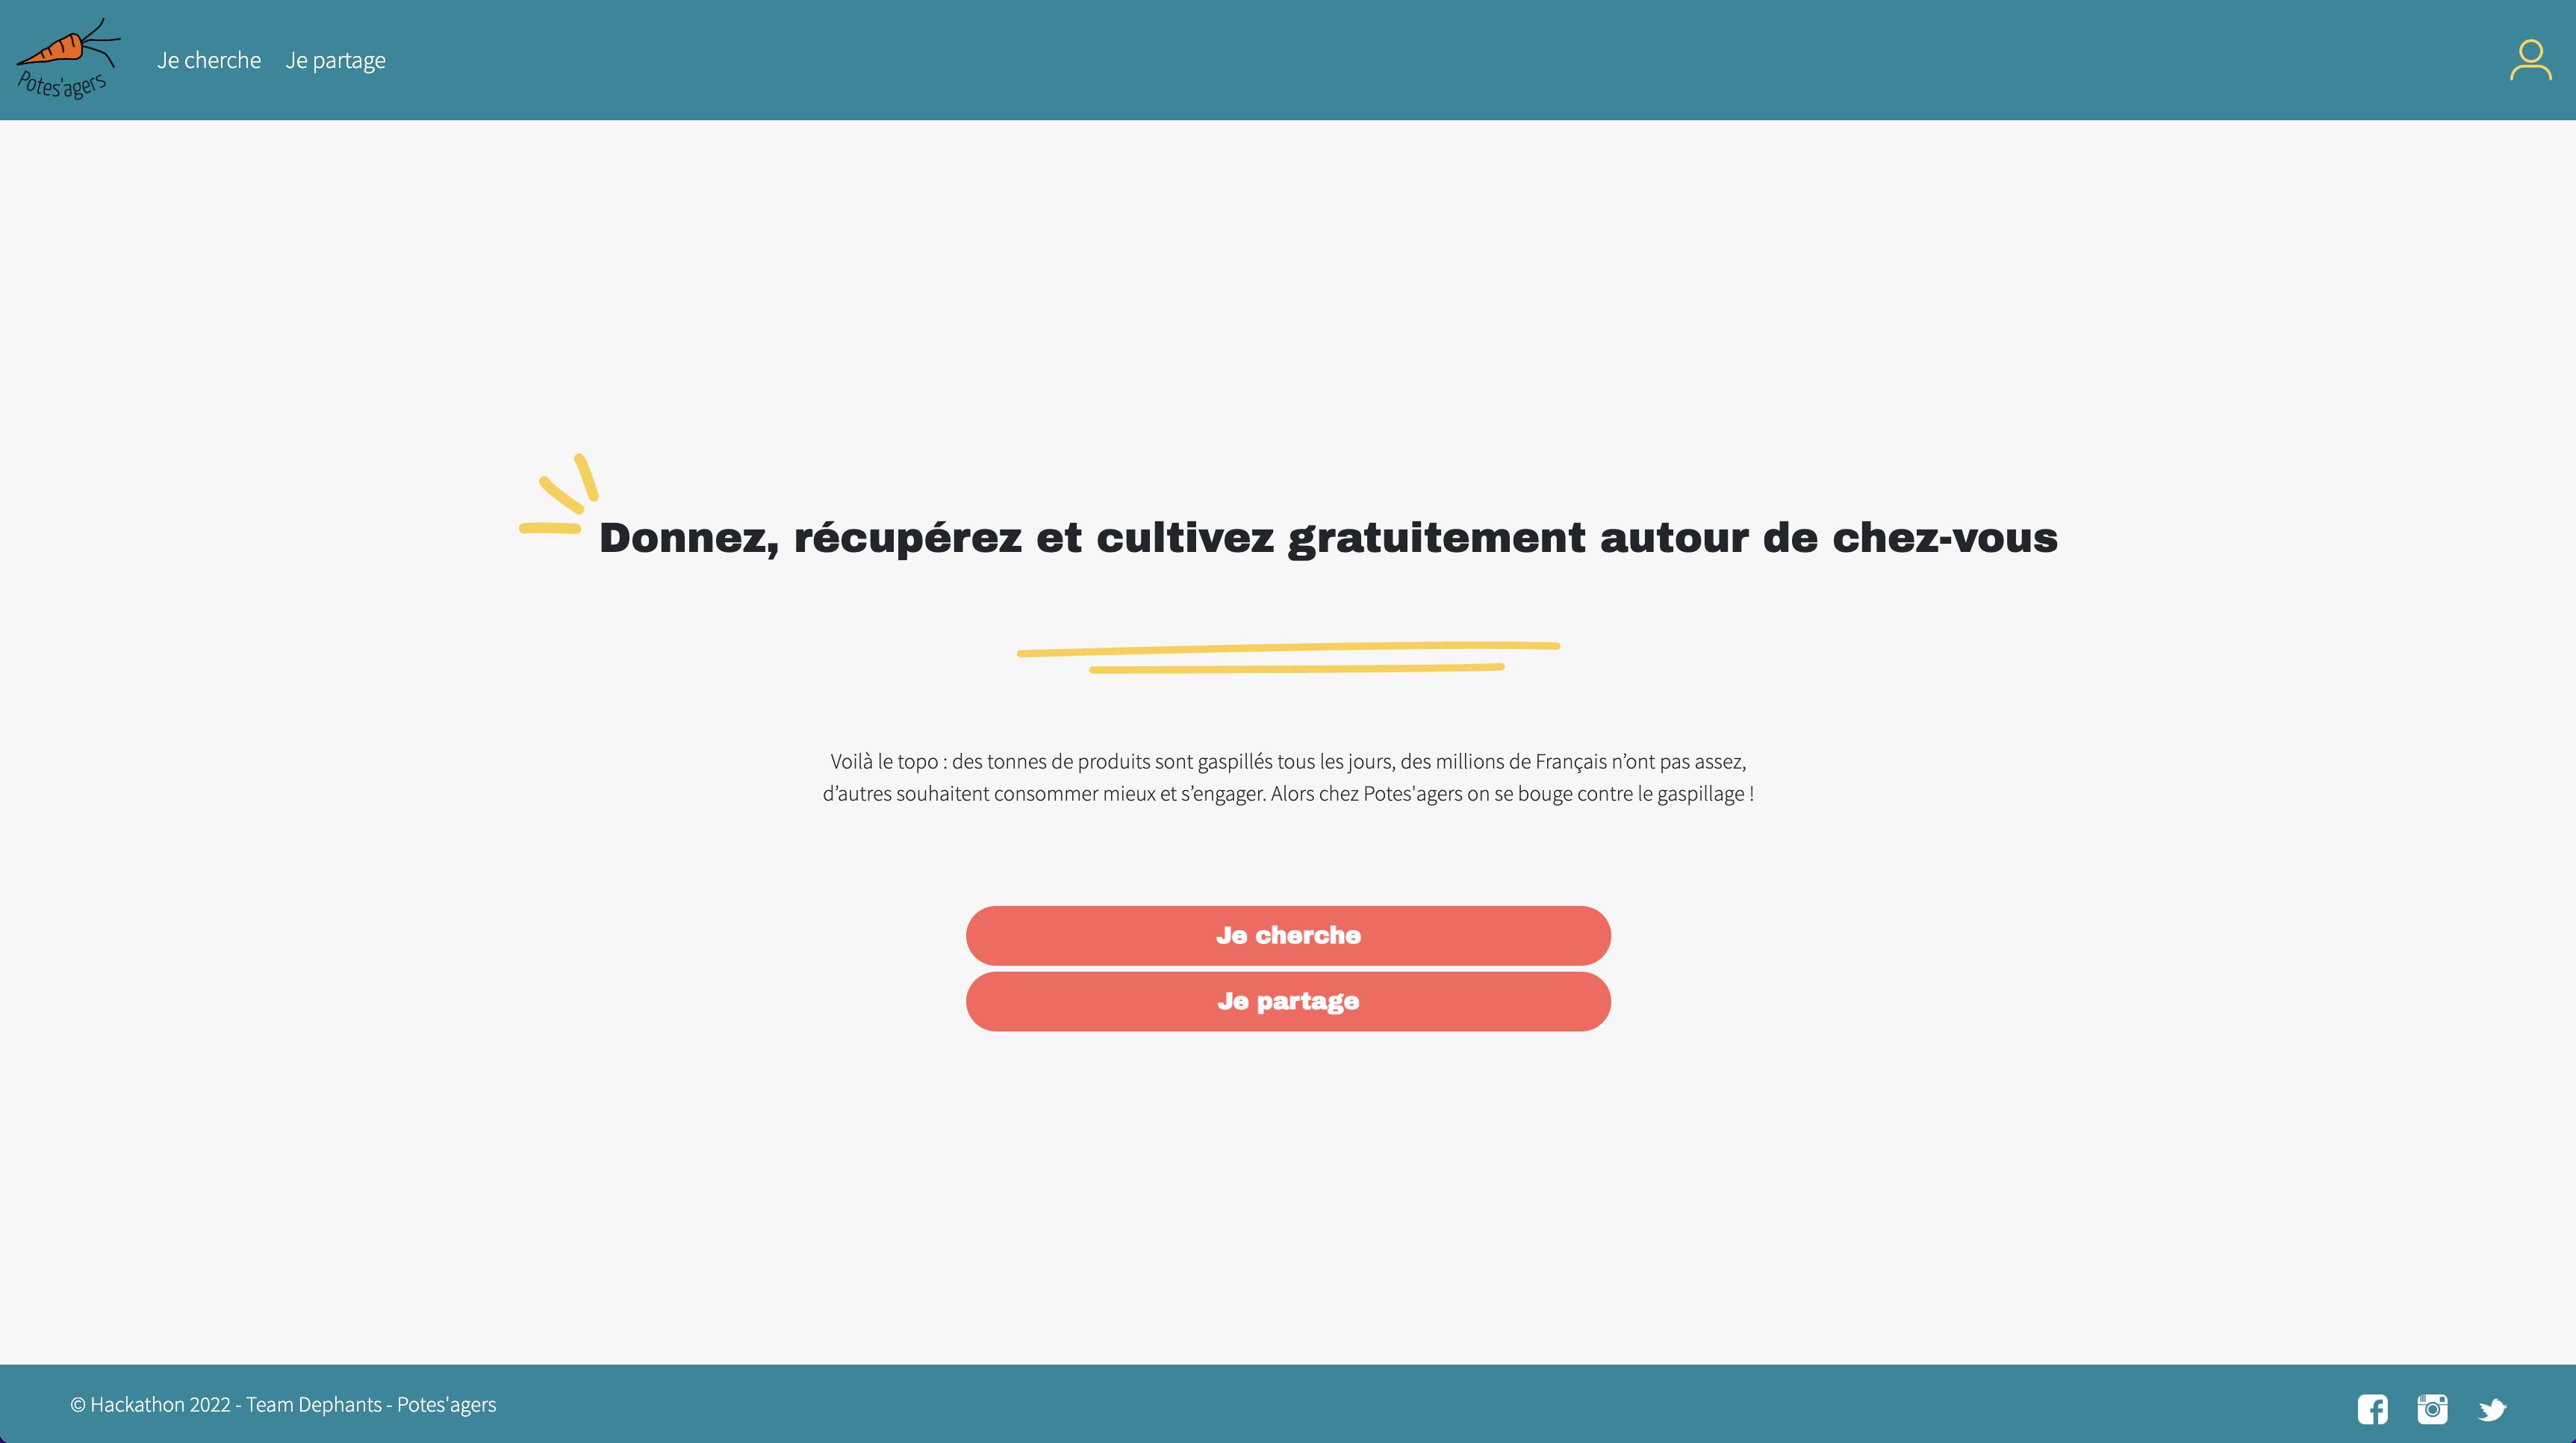 Potes'agers
Je cherche
Je partage
Donnez, récupérez et cultivez gratuitement autour de chez-vous
Voilà le topo : des tonnes de produits sont gaspillés tous les jours, des millions de Français n’ont pas assez,
d’autres souhaitent consommer mieux et s’engager. Alors chez Potes'agers on se bouge contre le gaspillage !
Je cherche
Je partage
© Hackathon 2022 - Team Dephants - Potes'agers